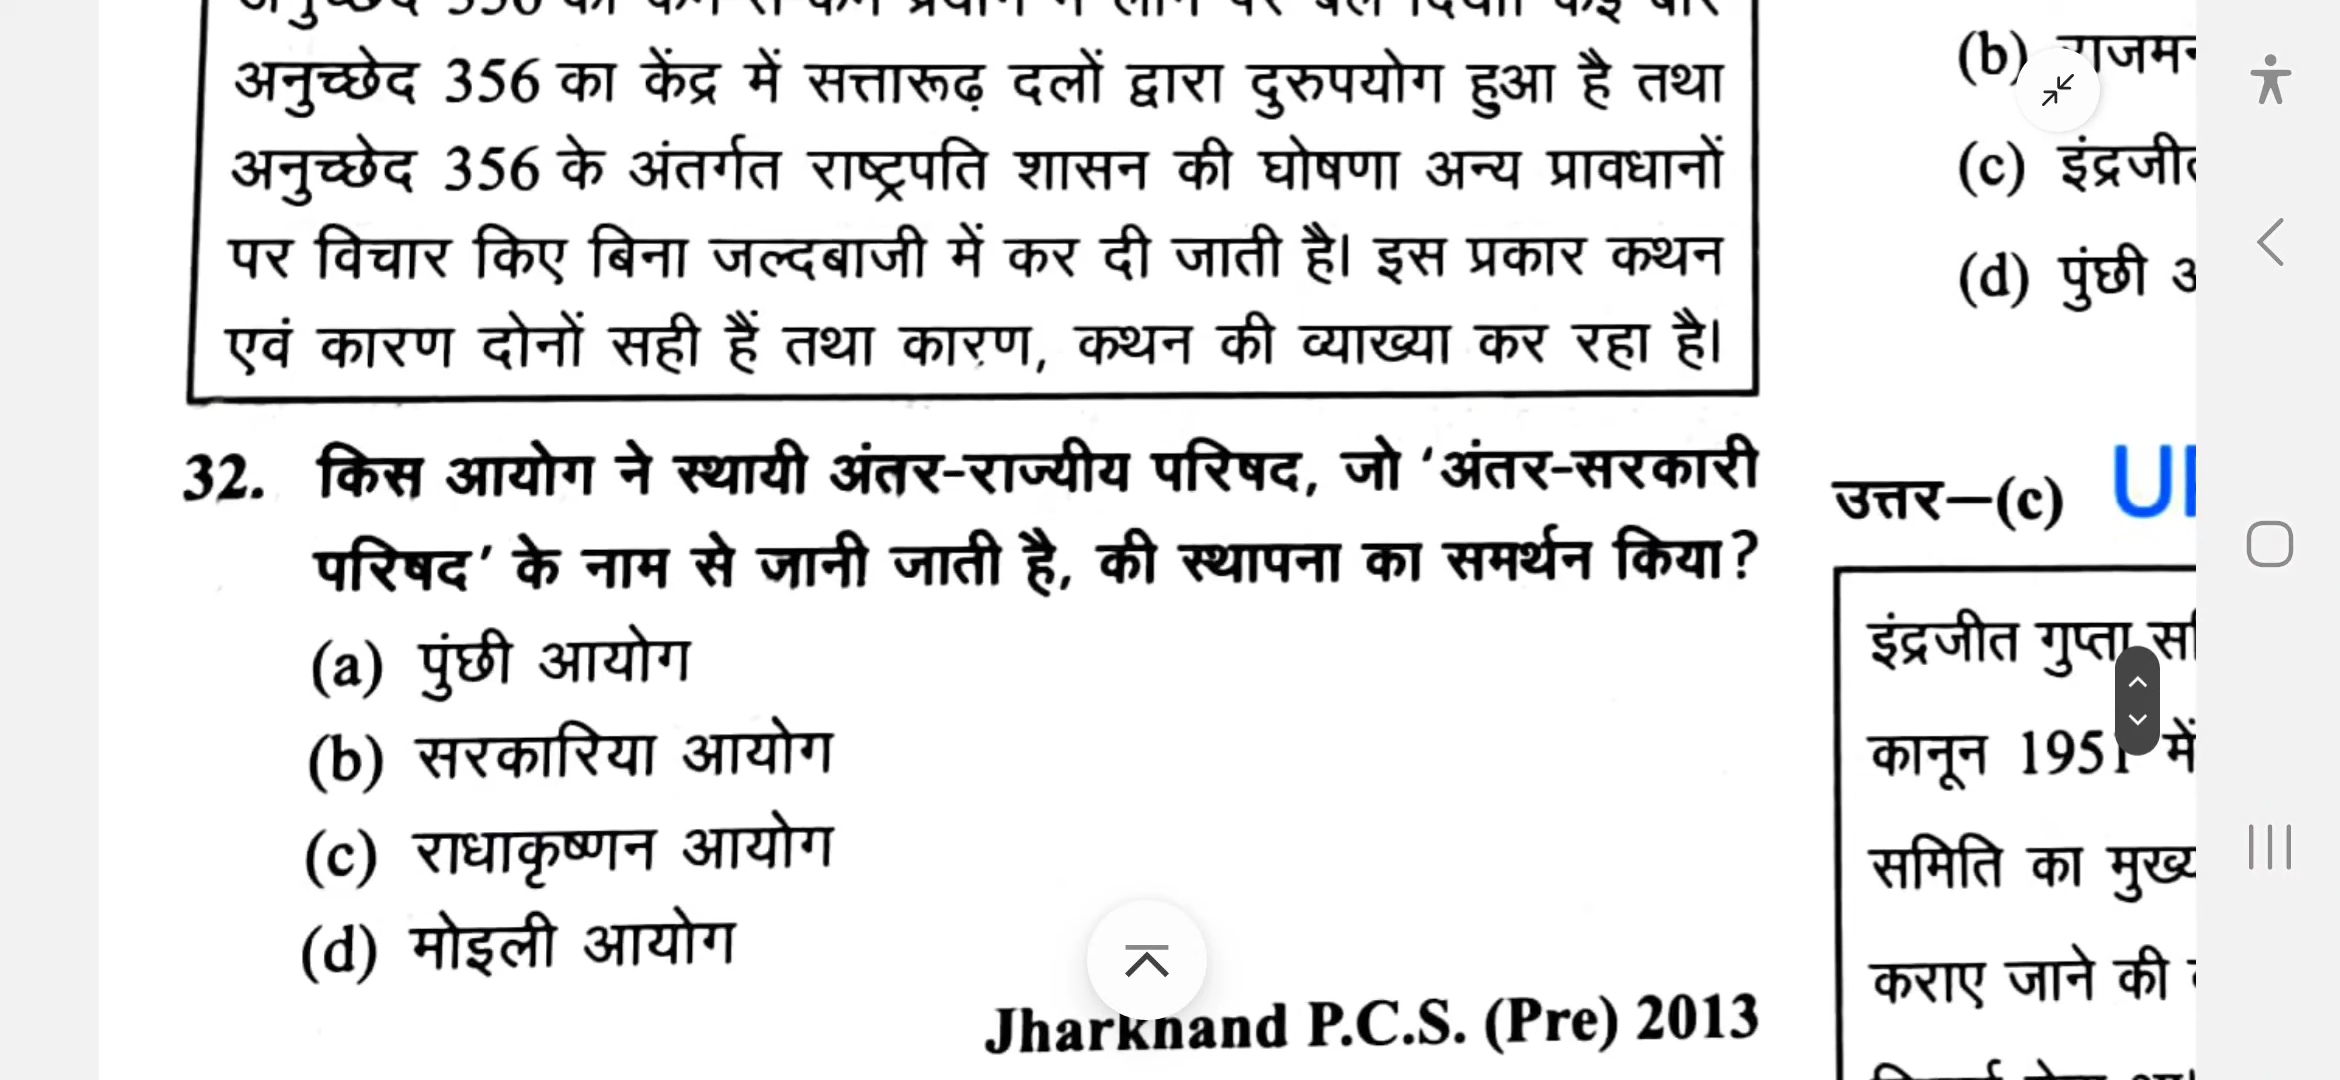 अनुच्छेद 356 का केंद्र में सत्तारूढ़ दलों द्वारा दुरुपयोग हुआ है तथा
अनुच्छेद 356 के अंतर्गत राष्ट्रपति शासन की घोषणा अन्य प्रावधानों
पर विचार किए बिना जल्दबाजी में कर दी जाती है। इस प्रकार कथन
एवं कारण दोनों सही हैं तथा कारण, कथन की व्याख्या कर रहा है।
32. किस आयोग ने स्थायी अंतर-राज्यीय परिषद, जो ‘अंतर-सरकारी
परिषद’ के नाम से जानी जाती है, की स्थापना का समर्थन किया?
(a) पुंछी आयोग
(b) सरकारिया आयोग
(c) राधाकृष्णन आयोग
(d) मोइली आयोग
Jharkhand P.C.S. (Pre) 2013
(b)
(c) इंद्रजीत
(d) पुंछी
उत्तर—(c)
इंद्रजीत गुप्ता
कानून 1951 में
समिति का मुख्य
कराए जाने की